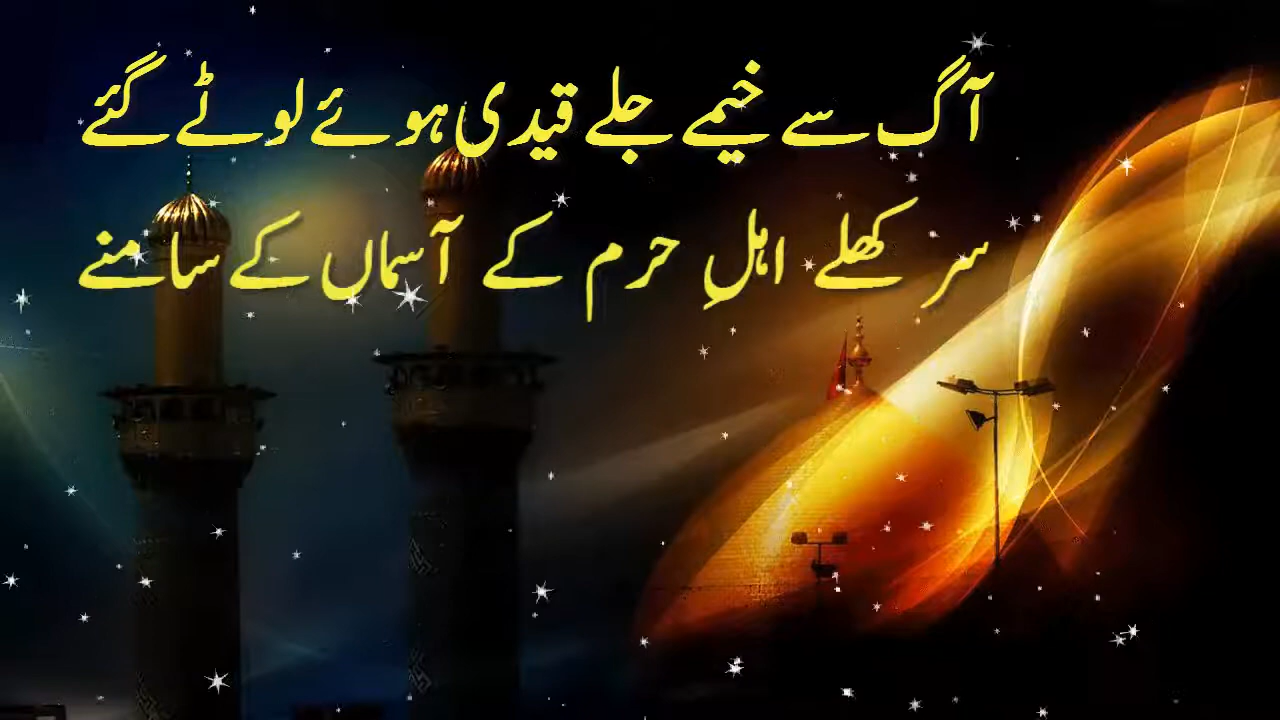 آگ سے خیمے جلے قیدی ہوئے لوٹے گئے
سر کھلے اہلِ حرم کے آسماں کے سامنے